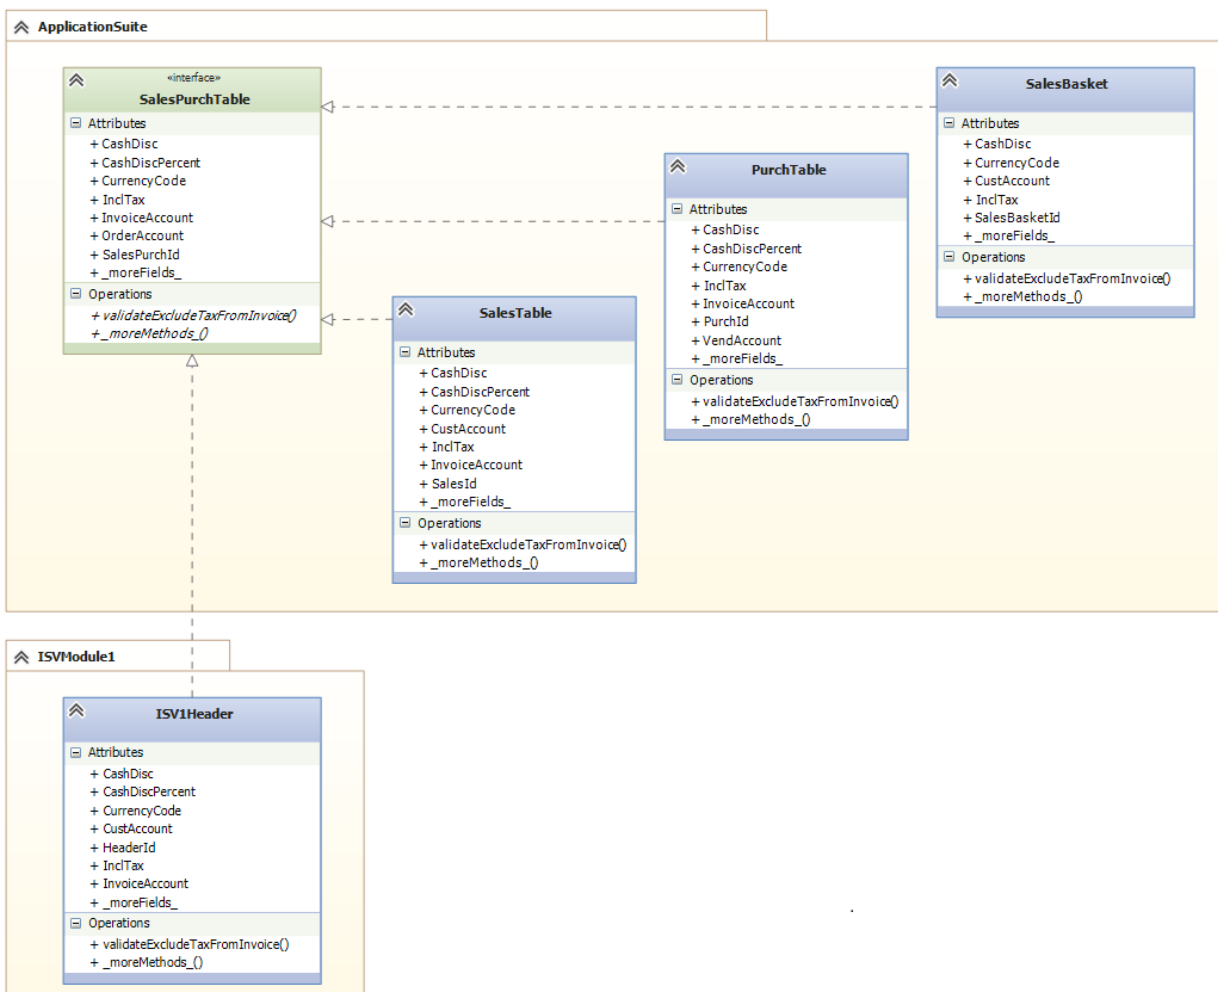 ApplicationSuite
«interface»
SalesPurchTable
Attributes
+ CashDisc
+ CashDiscPercent
+ CurrencyCode
+ InclTax
+ InvoiceAccount
+ OrderAccount
+ SalesPurchId
+ _moreFields_
Operations
+ validateExcludeTaxFromInvoice()
+ _moreMethods_()
SalesTable
Attributes
+ CashDisc
+ CashDiscPercent
+ CurrencyCode
+ CustAccount
+ InclTax
+ InvoiceAccount
+ SalesId
+ _moreFields_
Operations
+ validateExcludeTaxFromInvoice()
+ _moreMethods_()
PurchTable
Attributes
+ CashDisc
+ CashDiscPercent
+ CurrencyCode
+ InclTax
+ InvoiceAccount
+ PurchId
+ VendAccount
+ _moreFields_
Operations
+ validateExcludeTaxFromInvoice()
+ _moreMethods_()
SalesBasket
Attributes
+ CashDisc
+ CurrencyCode
+ CustAccount
+ InclTax
+ SalesBasketId
+ _moreFields_
Operations
+ validateExcludeTaxFromInvoice()
+ _moreMethods_()
ISVModule1
ISV1Header
Attributes
+ CashDisc
+ CashDiscPercent
+ CurrencyCode
+ CustAccount
+ HeaderId
+ InclTax
+ InvoiceAccount
+ _moreFields_
Operations
+ validateExcludeTaxFromInvoice()
+ _moreMethods_()
.